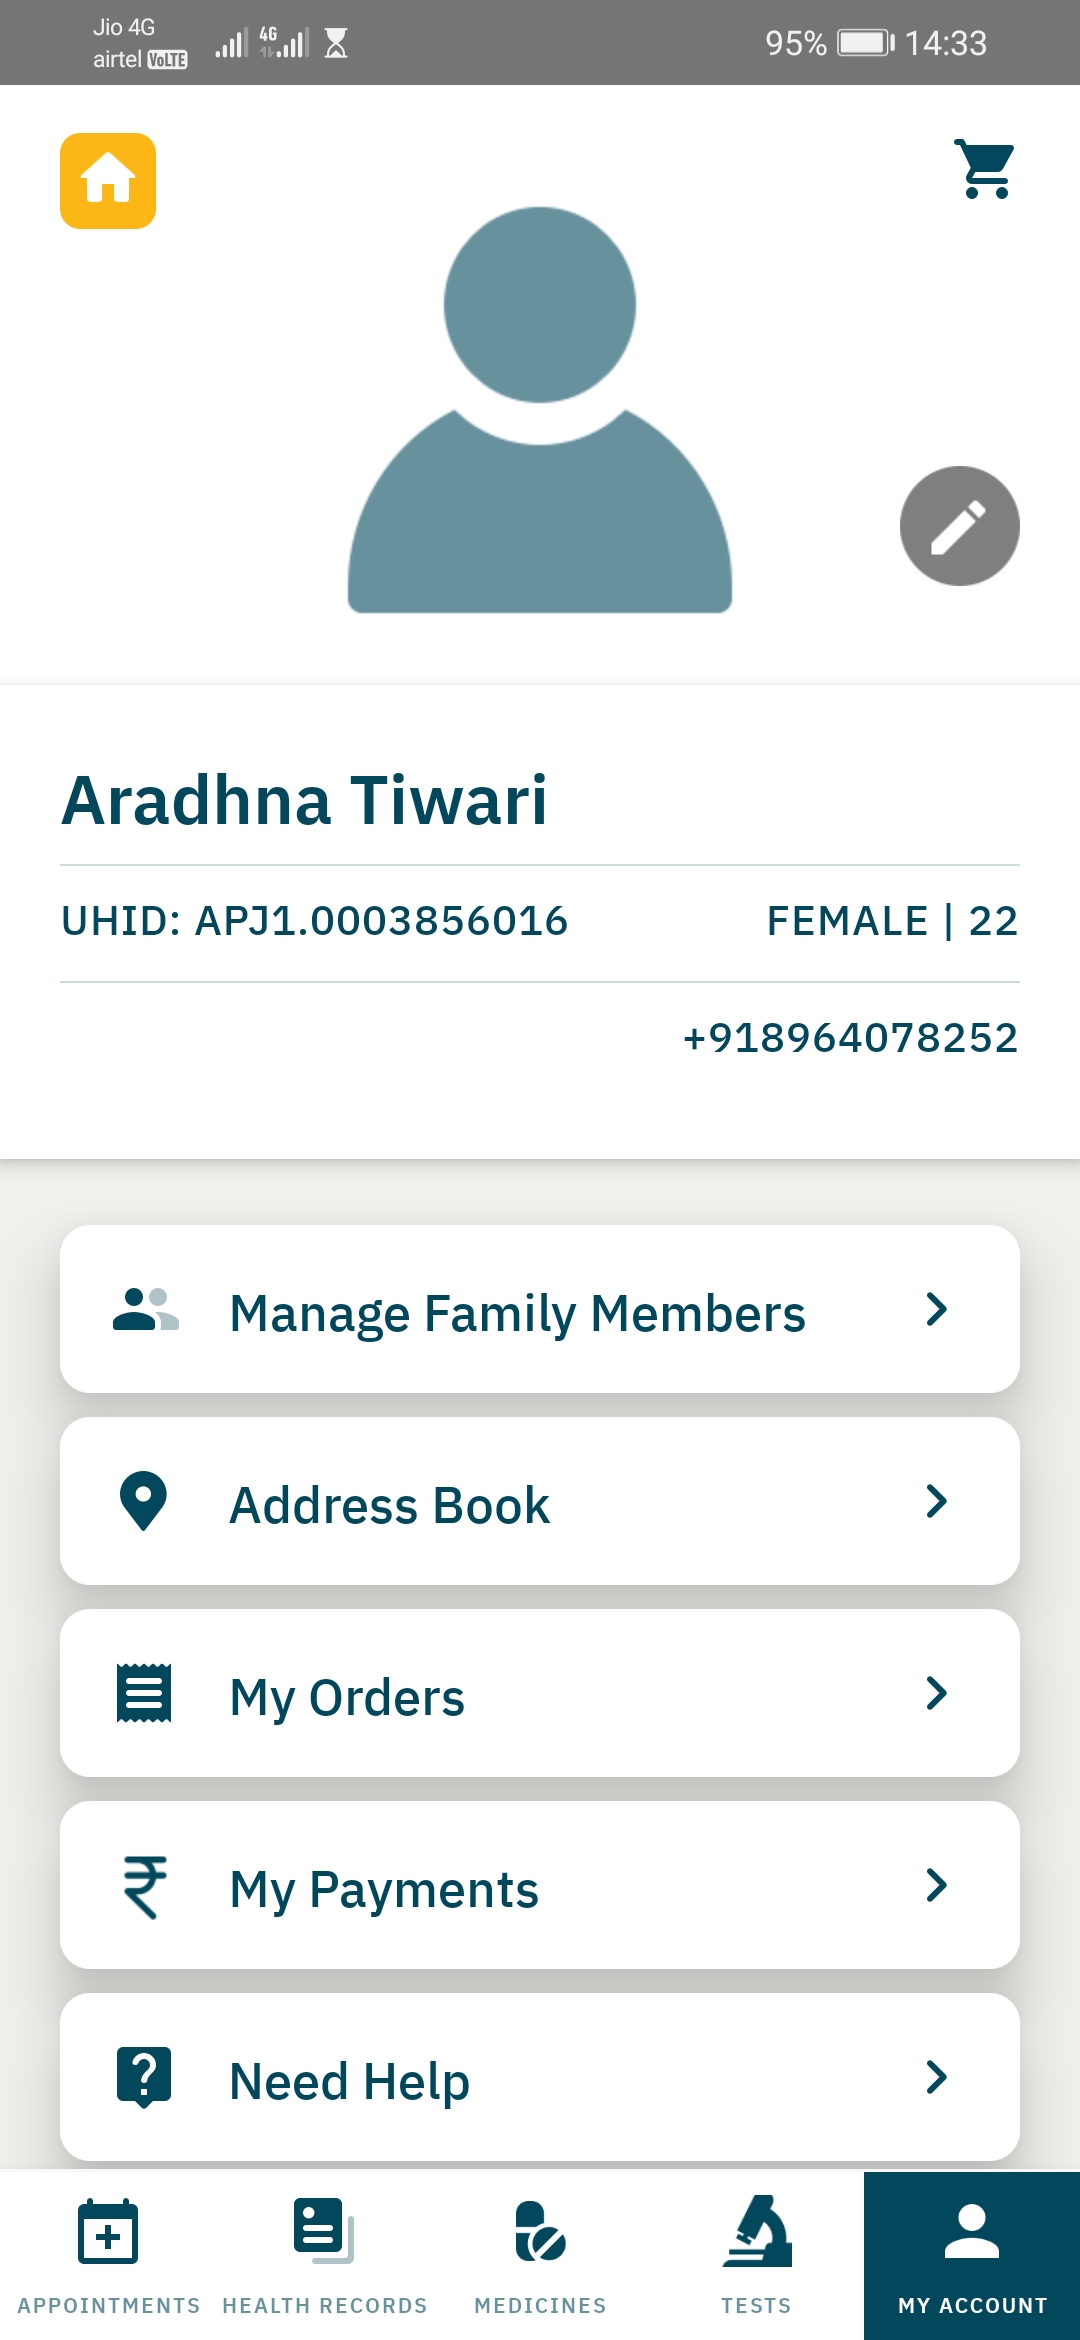 Jio 4G
airtel VoLTE 4G 95% 14:33
Aradhna Tiwari
UHID: APJ1.0003856016 FEMALE | 22
+918964078252
Manage Family Members
Address Book
My Orders
₹ My Payments
Need Help
APPOINTMENTS HEALTH RECORDS MEDICINES TESTS MY ACCOUNT